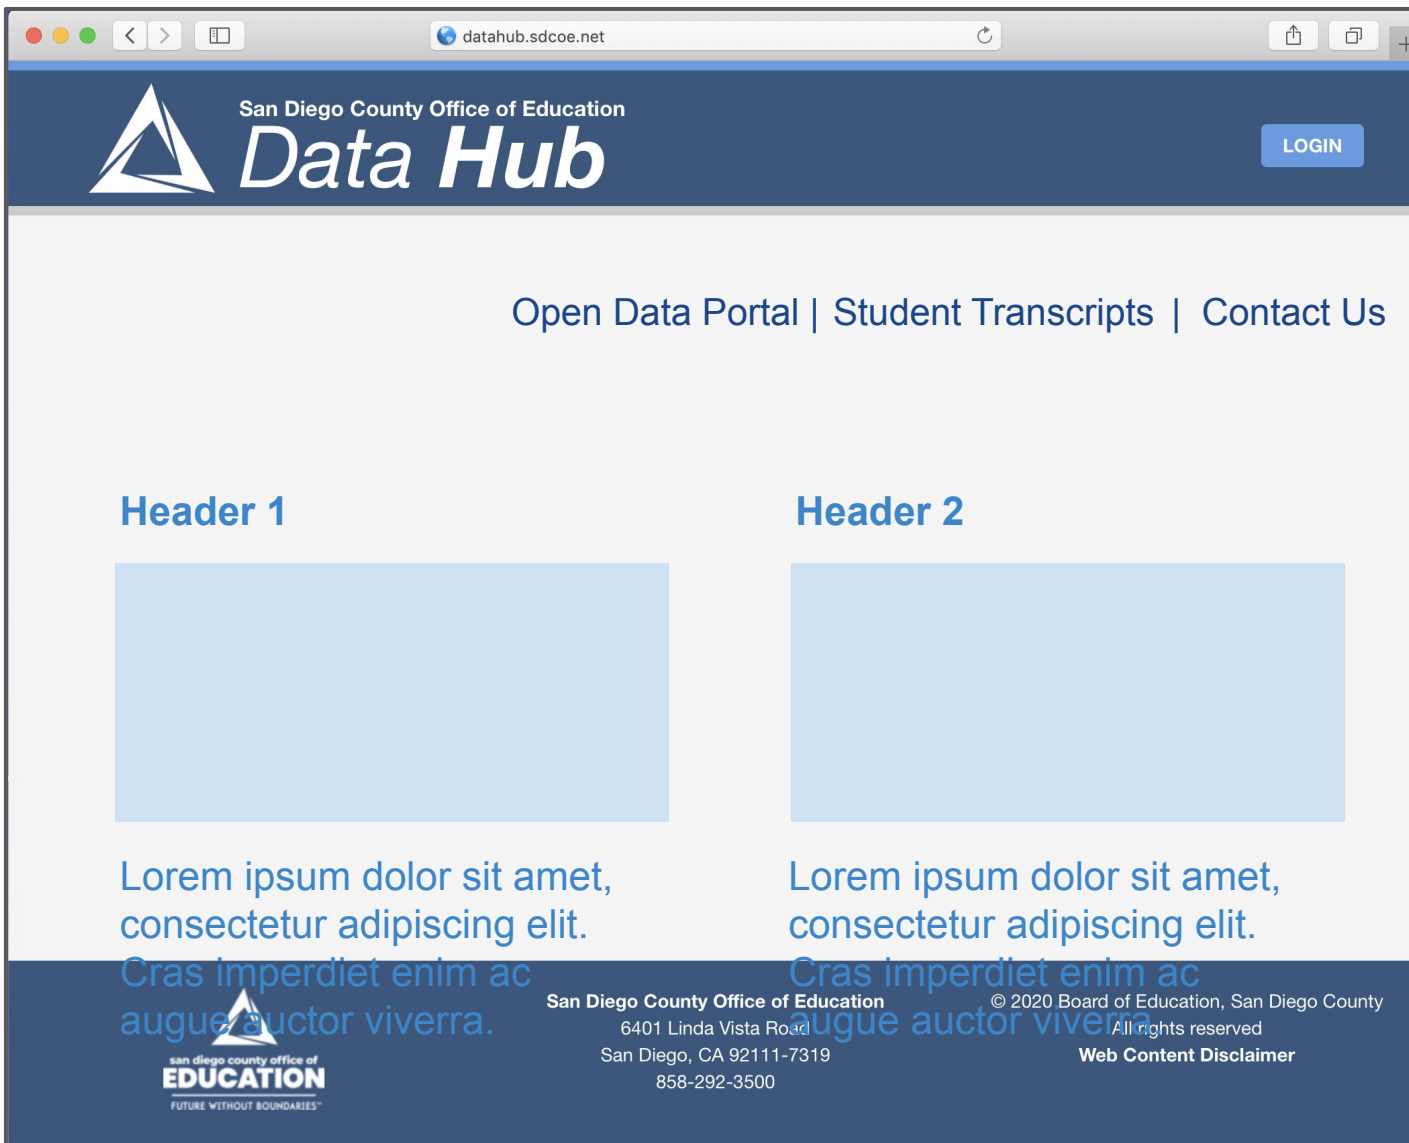 datahub.sdcoe.net
San Diego County Office of Education
Data Hub
LOGIN
Open Data Portal | Student Transcripts | Contact Us
Header 1
Lorem ipsum dolor sit amet,
consectetur adipiscing elit.
Cras imperdiet enim ac
augue auctor viverra.
Header 2
Lorem ipsum dolor sit amet,
consectetur adipiscing elit.
Cras imperdiet enim ac
augue auctor viverra.
san diego county office of
EDUCATION
FUTURE WITHOUT BOUNDARIES™
San Diego County Office of Education
6401 Linda Vista Road
San Diego, CA 92111-7319
858-292-3500
© 2020 Board of Education, San Diego County
All rights reserved
Web Content Disclaimer